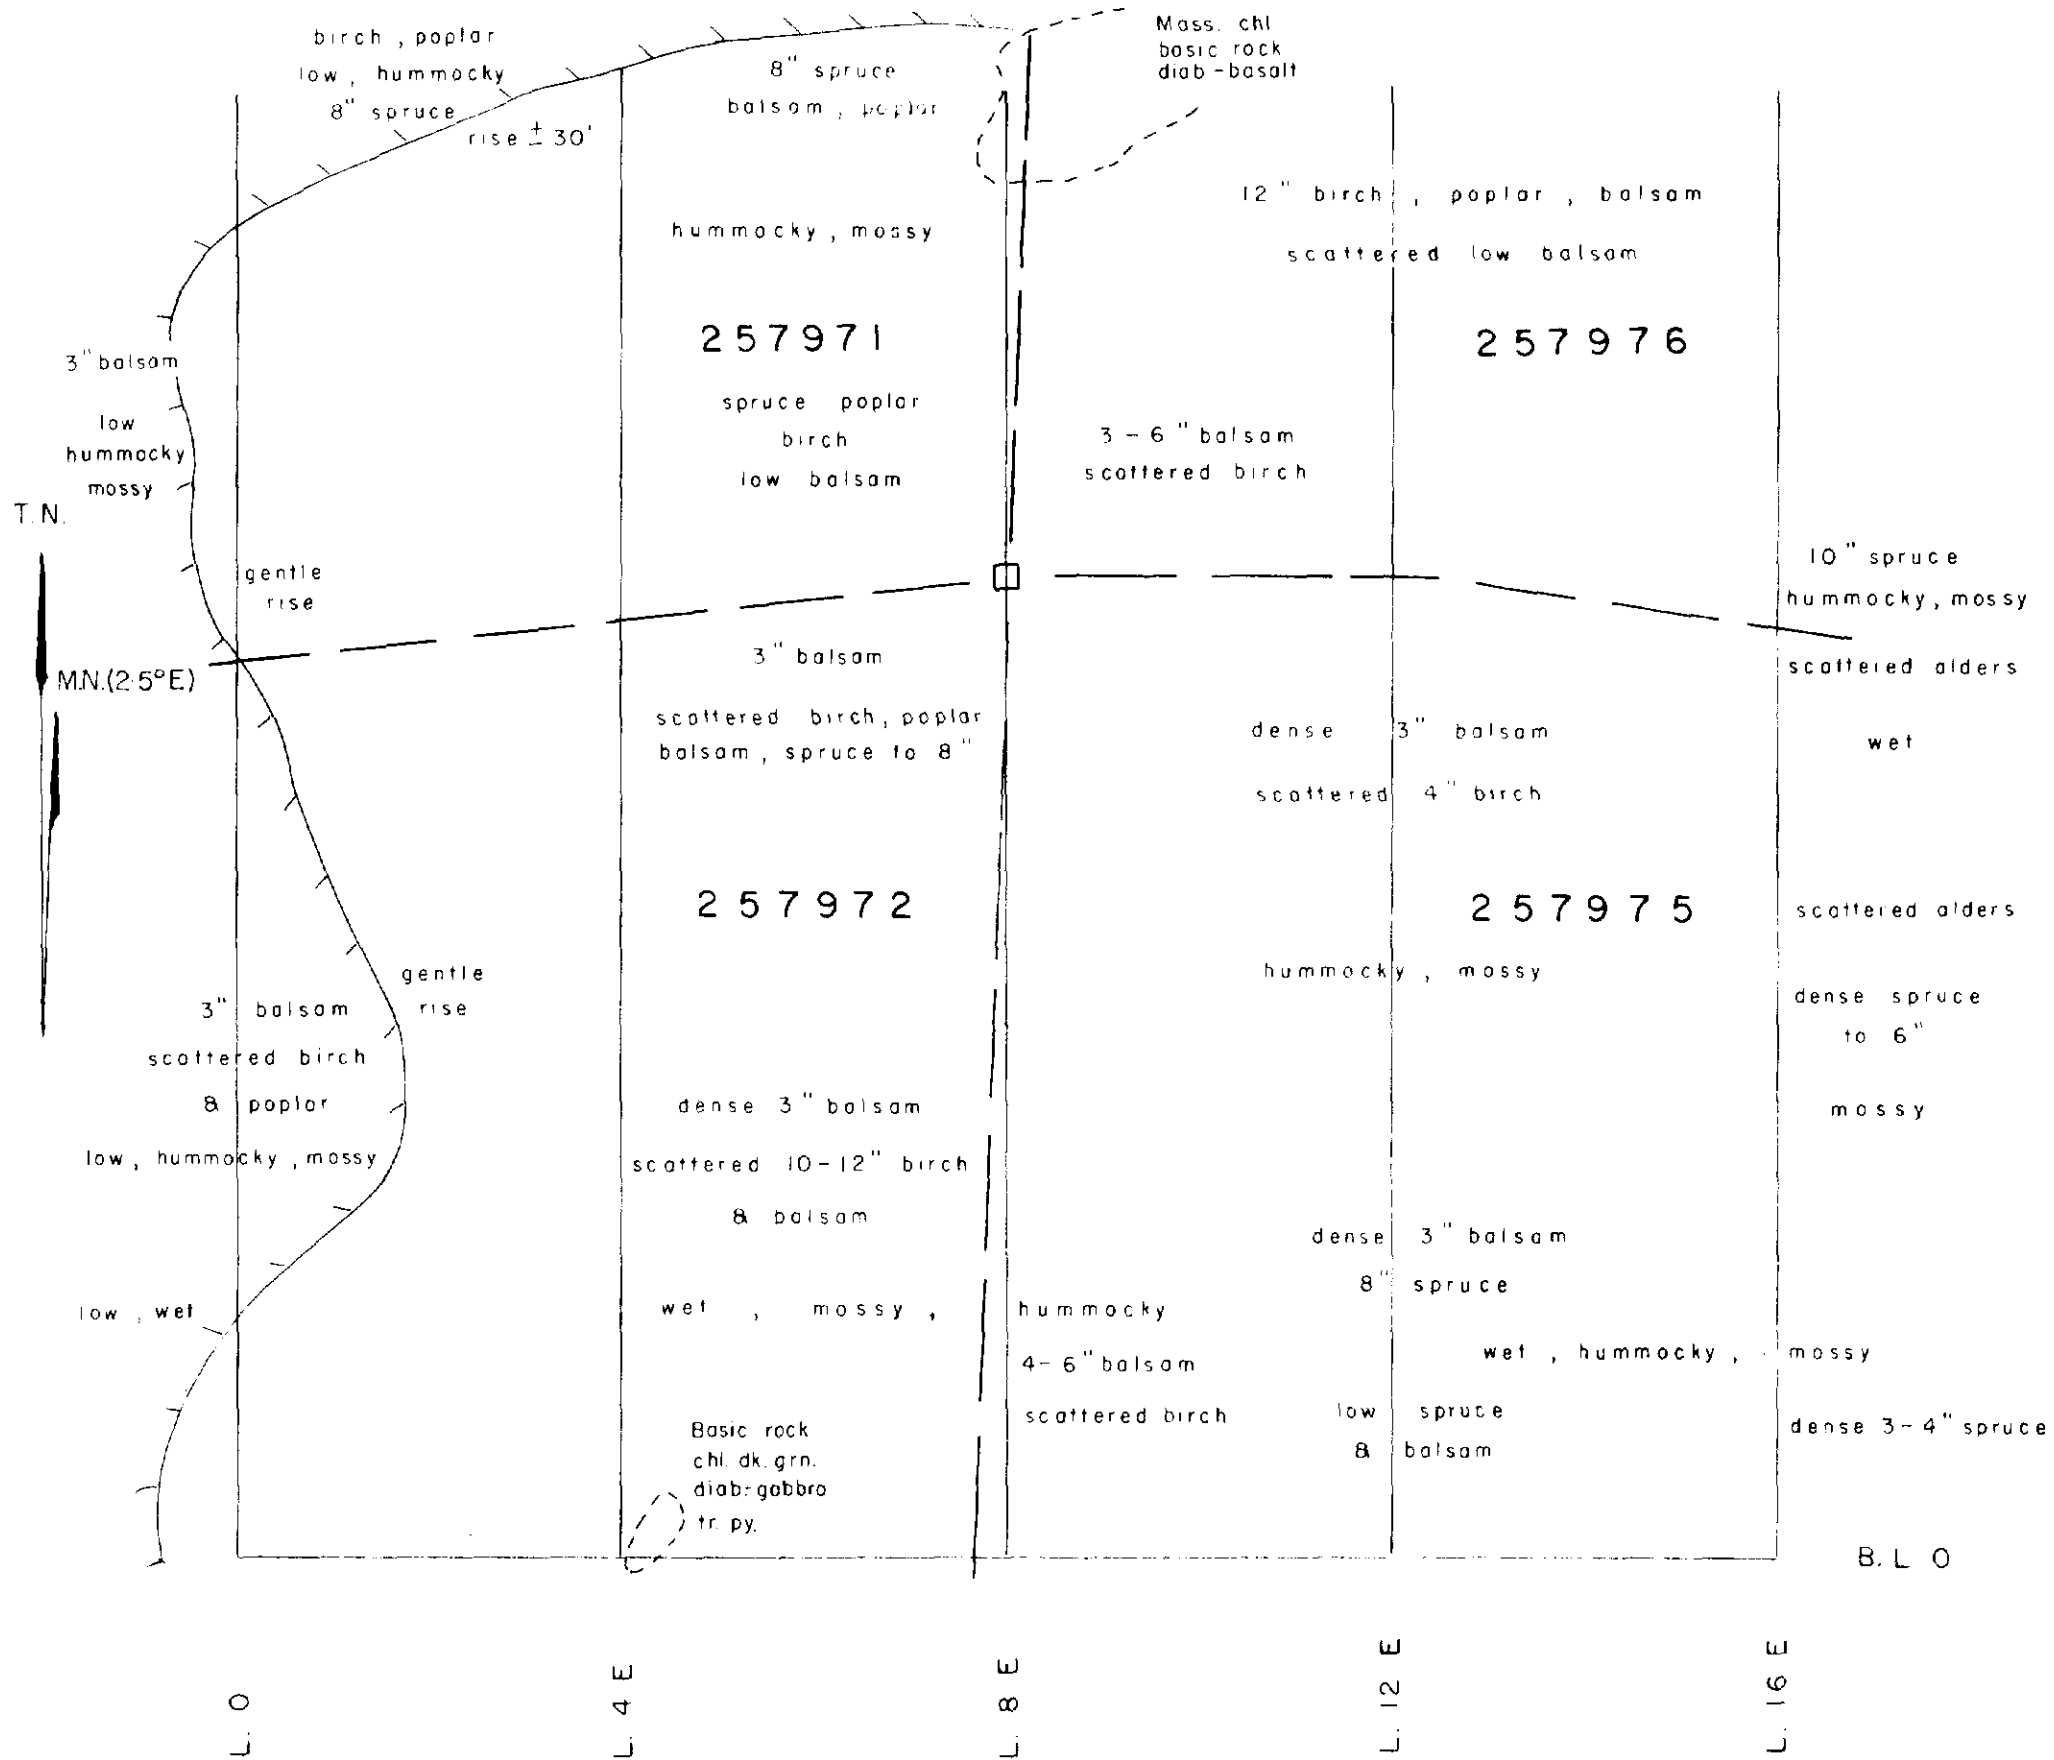 birch, poplar
low, hummocky
8" spruce
rise ± 30'
8" spruce
balsam, poplar
Mass. chl
basic rock
diab-basalt
12" birch, poplar, balsam
scattered low balsam
hummocky, mossy
257971
257976
3" balsam
low
hummocky
mossy
spruce poplar
birch
low balsam
3-6" balsam
scattered birch
T.N.
M.N.(2.5°E)
gentle
rise
10" spruce
hummocky, mossy
scattered alders
wet
3" balsam
scattered birch, poplar
balsam, spruce to 8"
dense 3" balsam
scattered 4" birch
257972
257975
scattered alders
hummocky, mossy
gentle
rise
3" balsam
scattered birch
& poplar
low, hummocky, mossy
dense spruce
to 6"
mossy
dense 3" balsam
scattered 10-12" birch
& balsam
dense 3" balsam
8" spruce
low, wet
wet, mossy, hummocky
4-6" balsam
scattered birch
wet, hummocky, mossy
low spruce
& balsam
dense 3-4" spruce
Basic rock
chl. dk. grn.
diab-gabbro
tr. py.
B.L O
L. 0
L. 4 E
L. 8 E
L. 12 E
L. 16 E